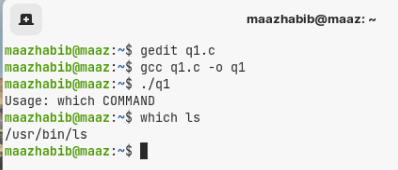 maazhabib@maaz: ~
maazhabib@maaz:~$ gedit q1.c
maazhabib@maaz:~$ gcc q1.c -o q1
maazhabib@maaz:~$ ./q1
Usage: which COMMAND
maazhabib@maaz:~$ which ls
/usr/bin/ls
maazhabib@maaz:~$